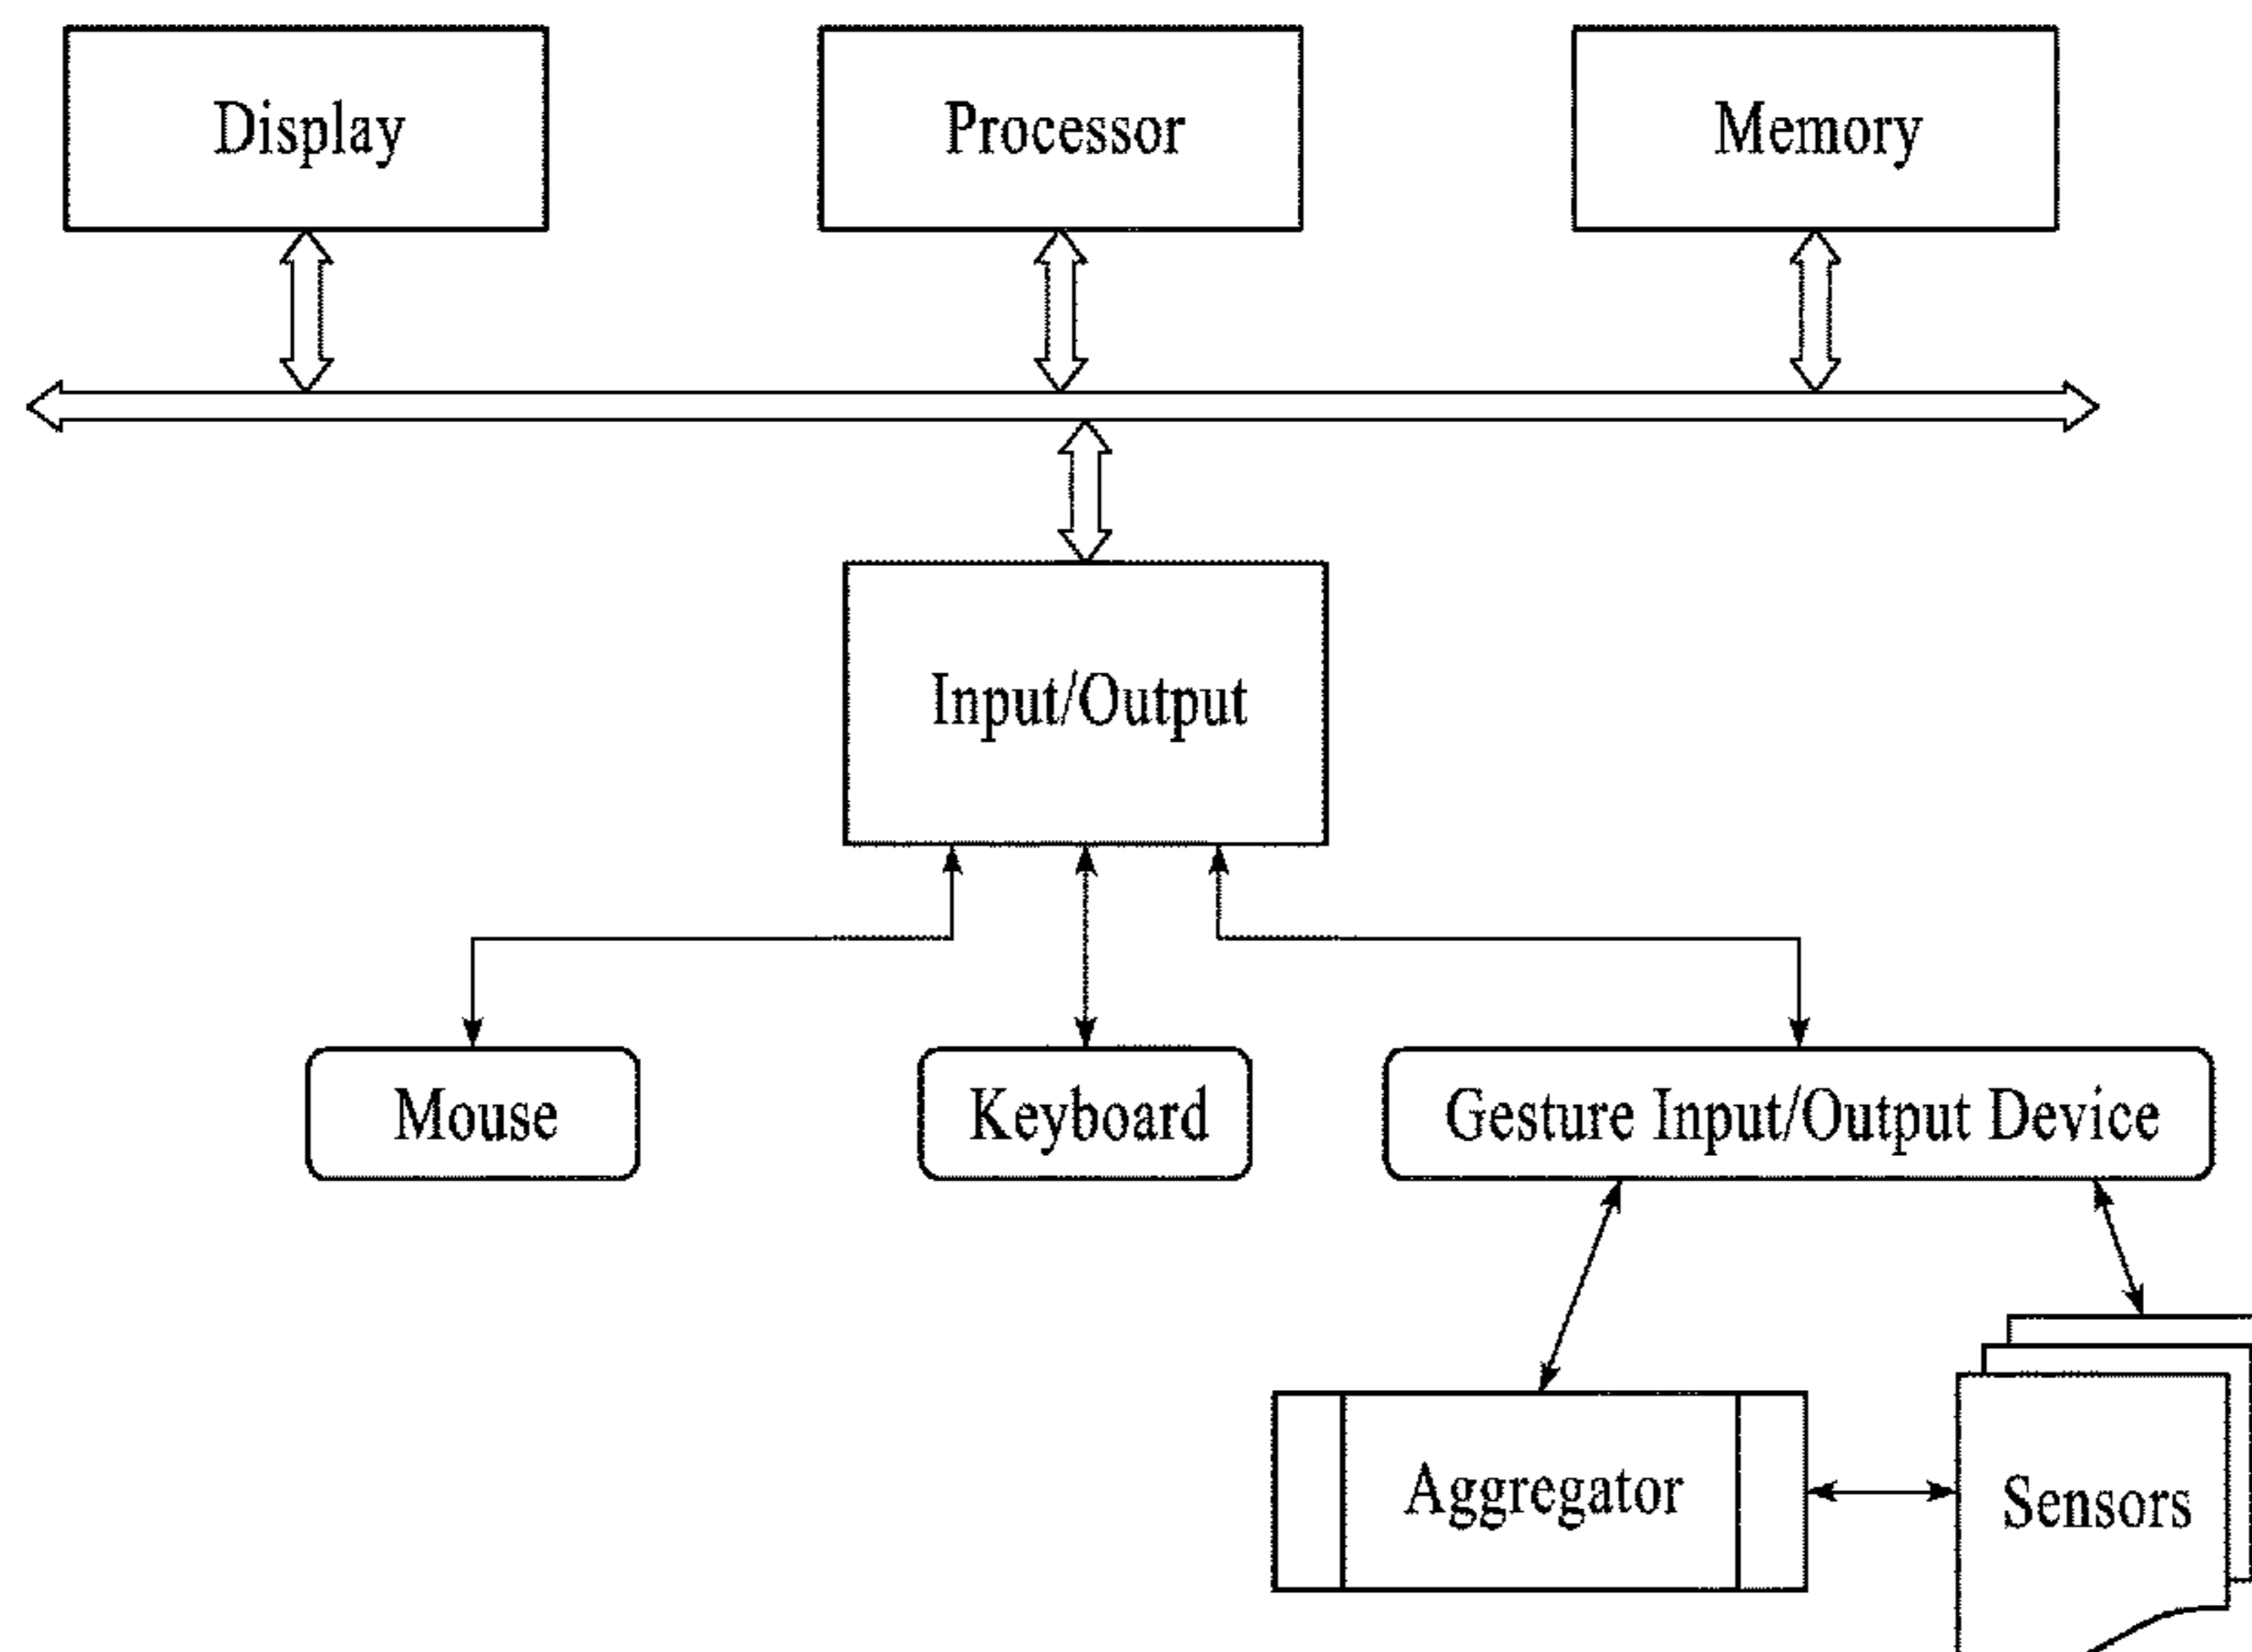 Display
Processor
Memory
Input/Output
Mouse
Keyboard
Gesture Input/Output Device
Aggregator
Sensors